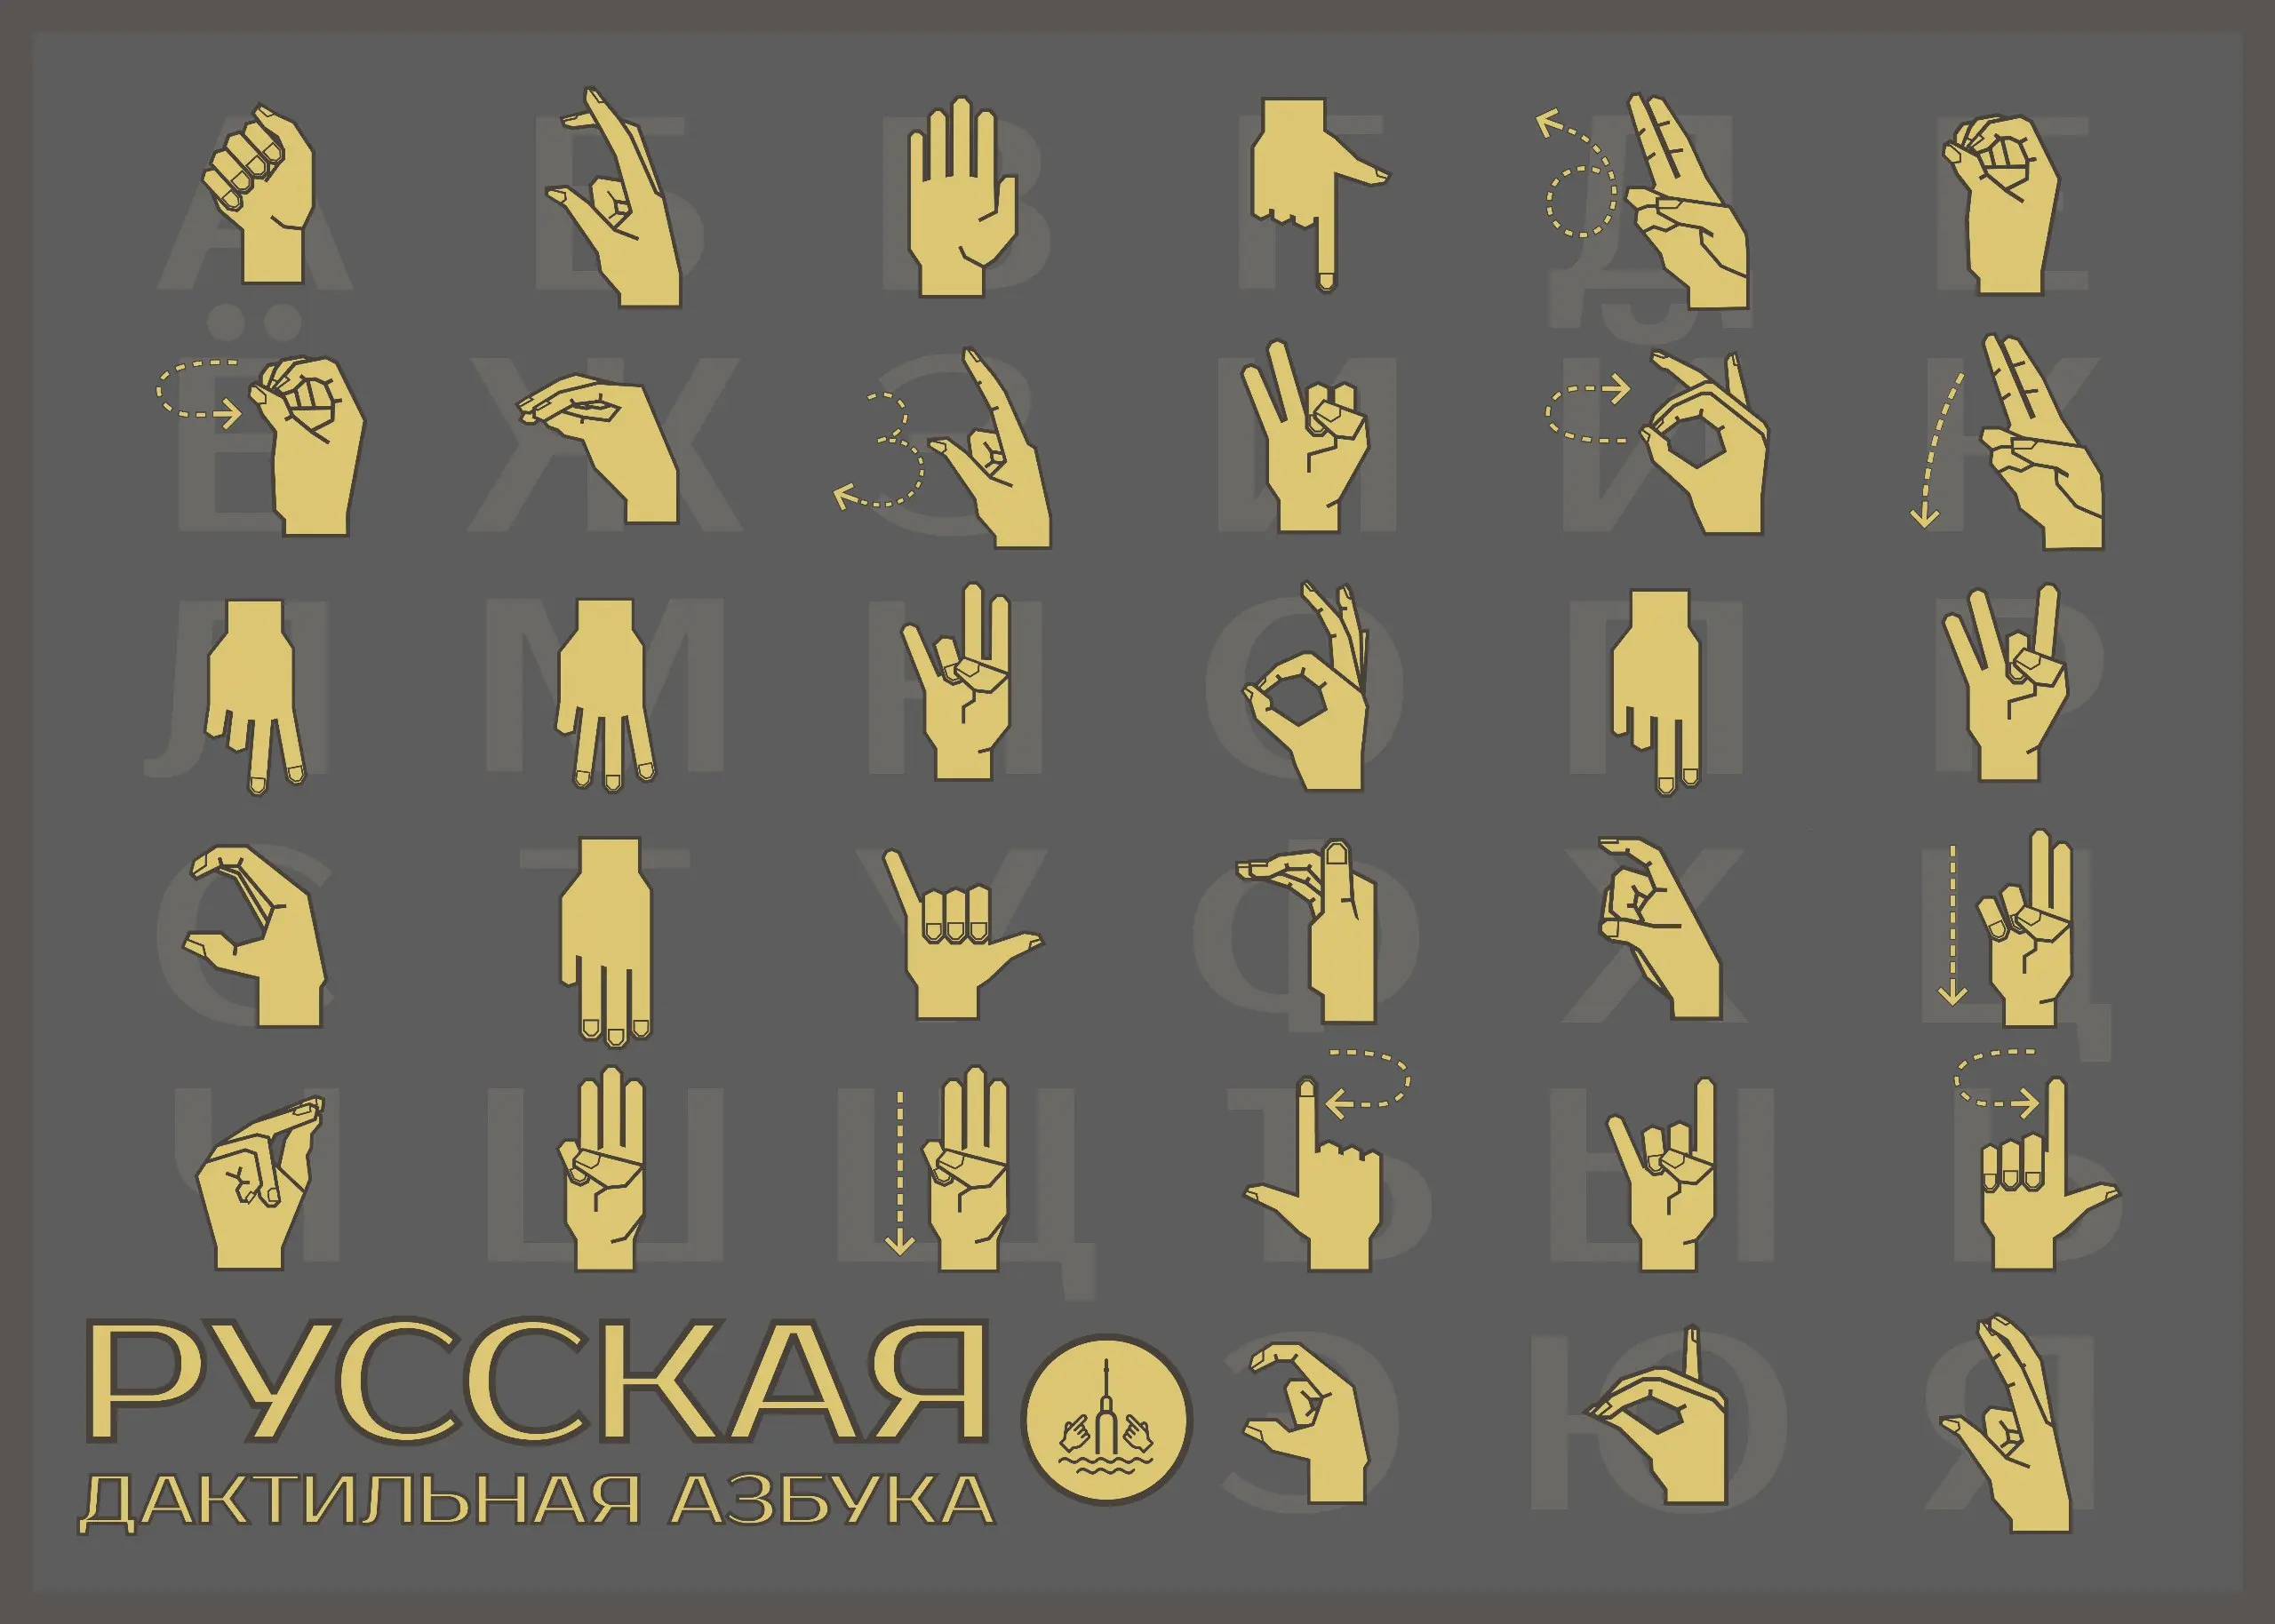 А Б В Г Д Е
Ё Ж З И Й К
Л М Н О П Р
С Т У Ф Х Ц
Ч Ш Щ Ъ Ы Ь
Э Ю Я
РУССКАЯ
ДАКТИЛЬНАЯ АЗБУКА